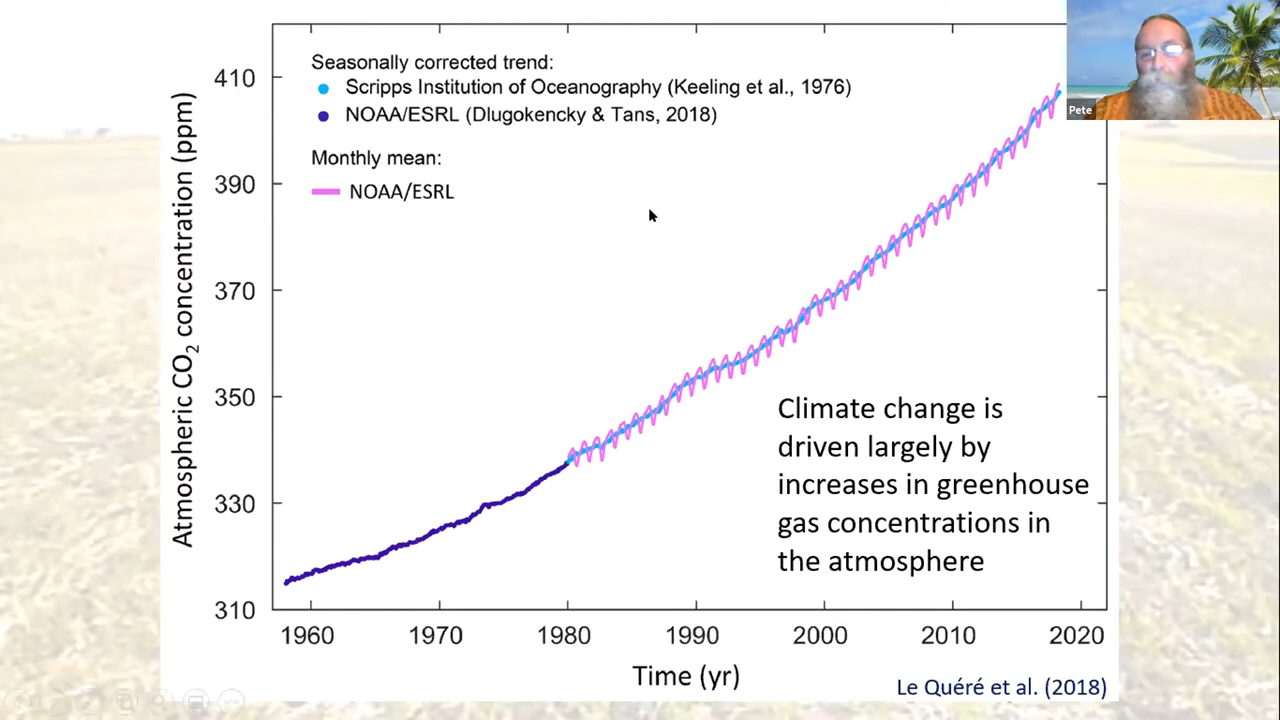 Seasonally corrected trend:
Scripps Institution of Oceanography (Keeling et al., 1976)
NOAA/ESRL (Dlugokencky & Tans, 2018)
Monthly mean:
NOAA/ESRL
Pete
Atmospheric CO₂ concentration (ppm)
410
390
370
350
330
310
Climate change is
driven largely by
increases in greenhouse
gas concentrations in
the atmosphere
1960 1970 1980 1990 2000 2010 2020
Time (yr)
Le Quéré et al. (2018)